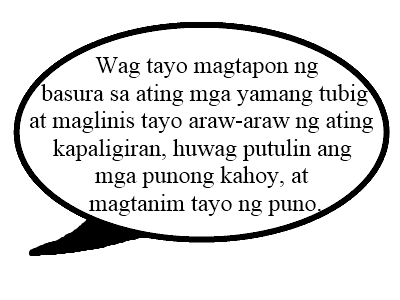 Wag tayo magtapon ng
basura sa ating mga yamang tubig
at maglinis tayo araw-araw ng ating
kapaligiran, huwag putulin ang
mga punong kahoy, at
magtanim tayo ng puno.